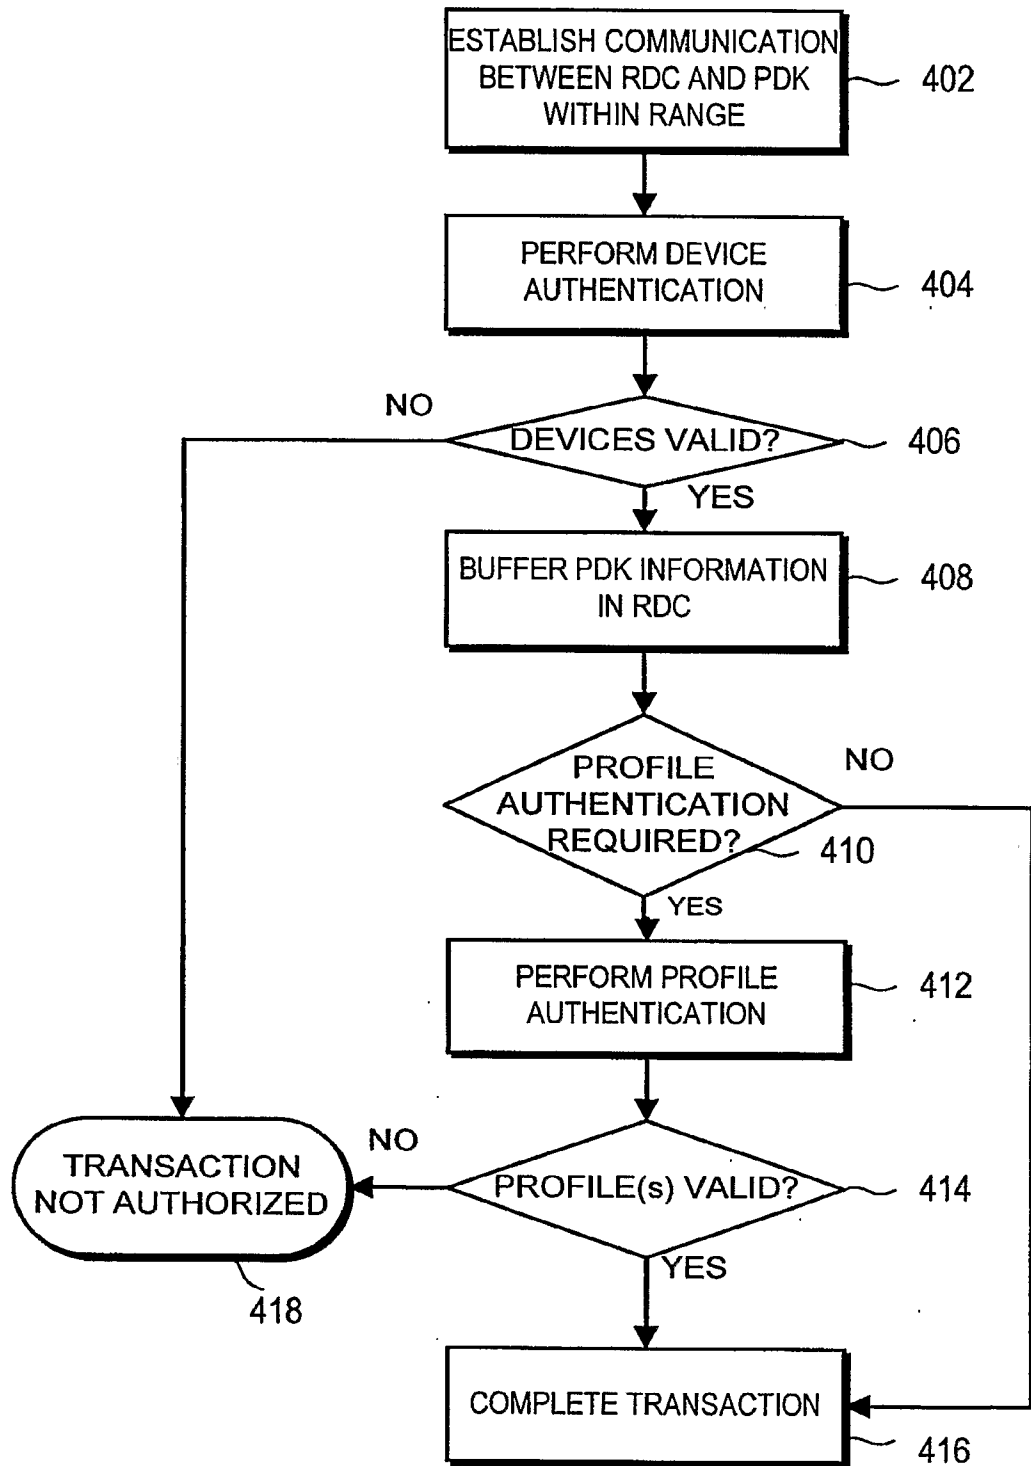 ESTABLISH COMMUNICATION
BETWEEN RDC AND PDK
WITHIN RANGE
402
PERFORM DEVICE
AUTHENTICATION
404
NO
DEVICES VALID?
406
YES
BUFFER PDK INFORMATION
IN RDC
408
PROFILE
AUTHENTICATION
REQUIRED?
NO
410
YES
PERFORM PROFILE
AUTHENTICATION
412
TRANSACTION
NOT AUTHORIZED
418
NO
PROFILE(s) VALID?
414
YES
COMPLETE TRANSACTION
416